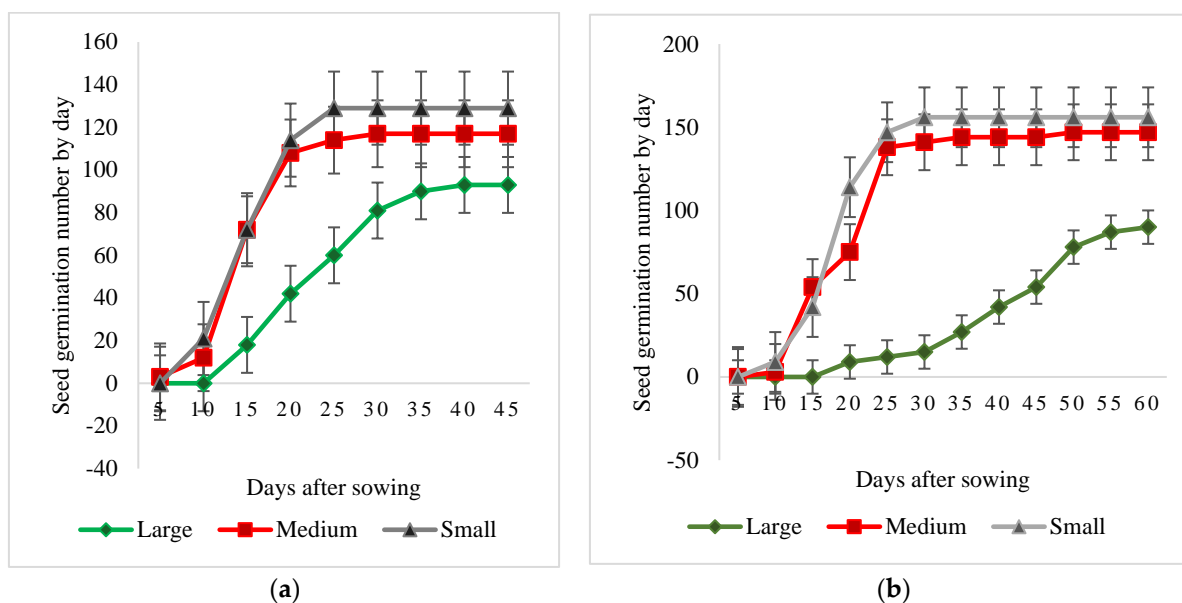 160
140
120
100
80
60
40
20
0
-20
-40
Seed germination number by day
5 10 15 20 25 30 35 40 45
Days after sowing
Large Medium Small
(a)
200
150
100
50
0
-50
Seed germination number by day
5 10 15 20 25 30 35 40 45 50 55 60
Days after sowing
Large Medium Small
(b)